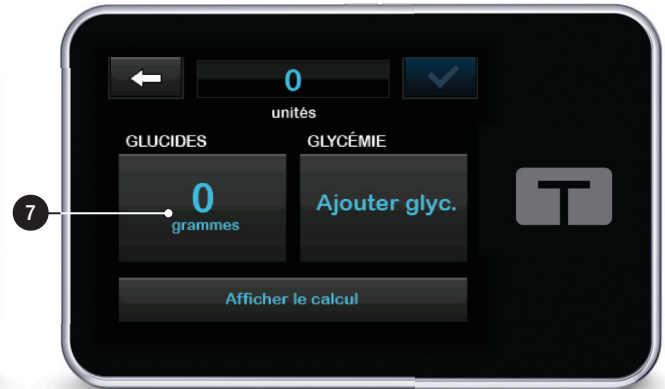 0
unités
GLUCIDES
GLYCÉMIE
0
grammes
Ajouter glyc.
Afficher le calcul
7